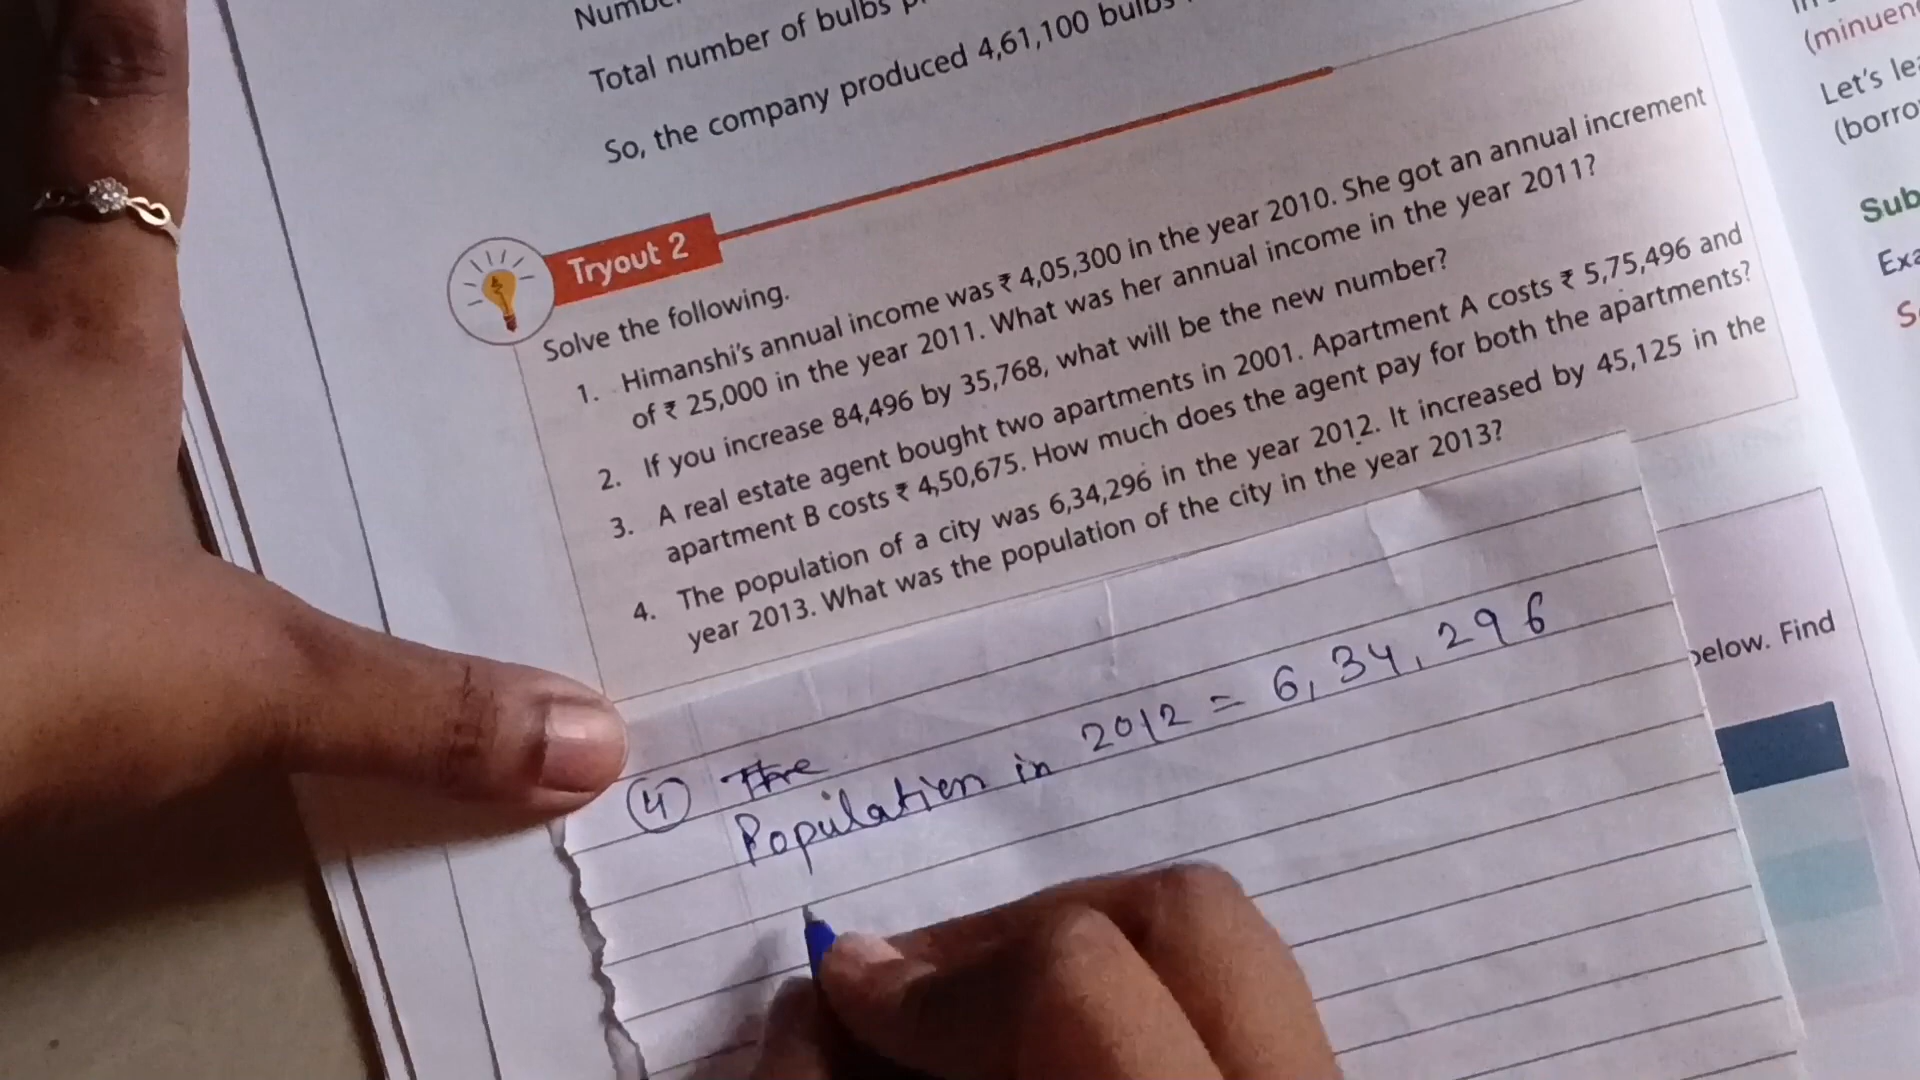 Total number of bulbs
So, the company produced 4,61,100 bulbs
Tryout 2
Solve the following.
1. Himanshi's annual income was ₹ 4,05,300 in the year 2010. She got an annual increment
of ₹ 25,000 in the year 2011. What was her annual income in the year 2011?
2. If you increase 84,496 by 35,768, what will be the new number?
3. A real estate agent bought two apartments in 2001. Apartment A costs ₹ 5,75,496 and
apartment B costs ₹ 4,50,675. How much does the agent pay for both the apartments?
4. The population of a city was 6,34,296 in the year 2012. It increased by 45,125 in the
year 2013. What was the population of the city in the year 2013?
4 The
Population in 2012 = 6,34,296
below. Find
(minuen
Let's le
(borro
Sub